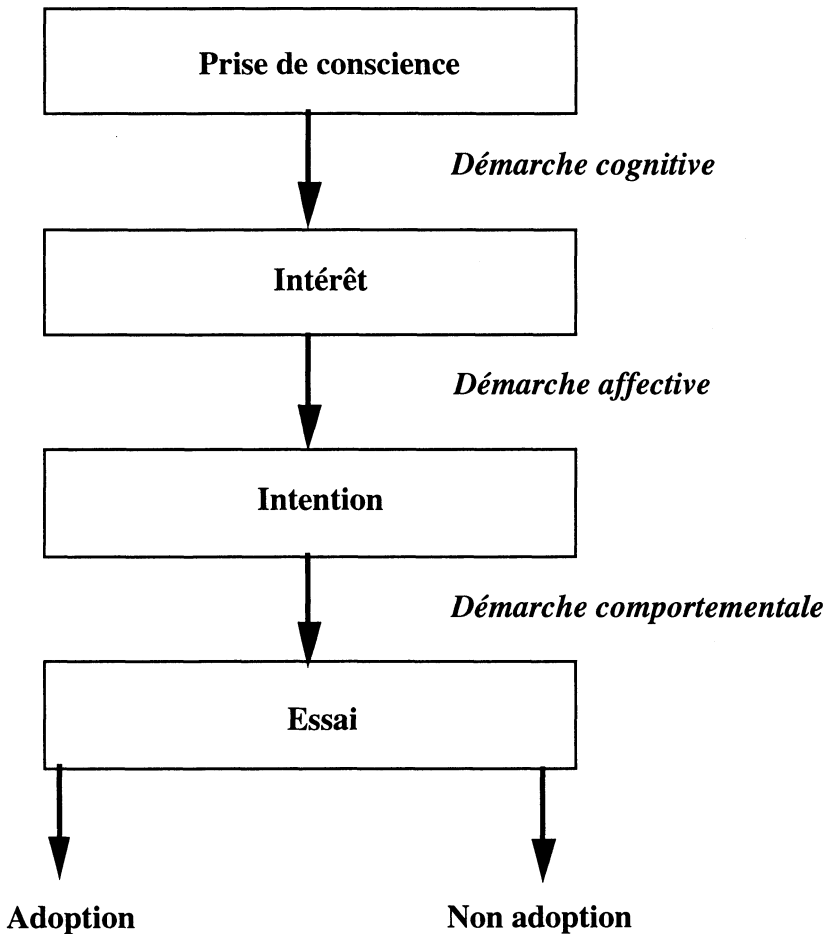 Prise de conscience
Démarche cognitive
Intérêt
Démarche affective
Intention
Démarche comportementale
Essai
Adoption
Non adoption